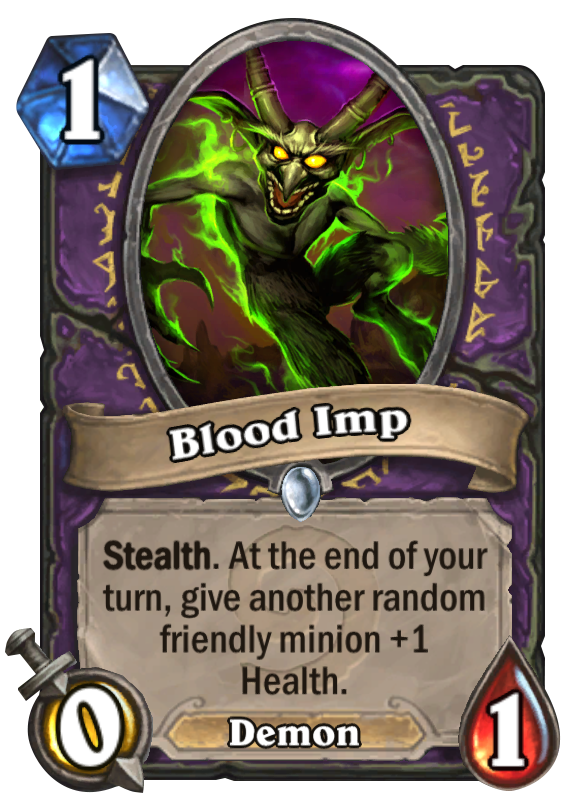 1
Blood Imp
Stealth. At the end of your
turn, give another random
friendly minion +1
Health.
0
Demon
1